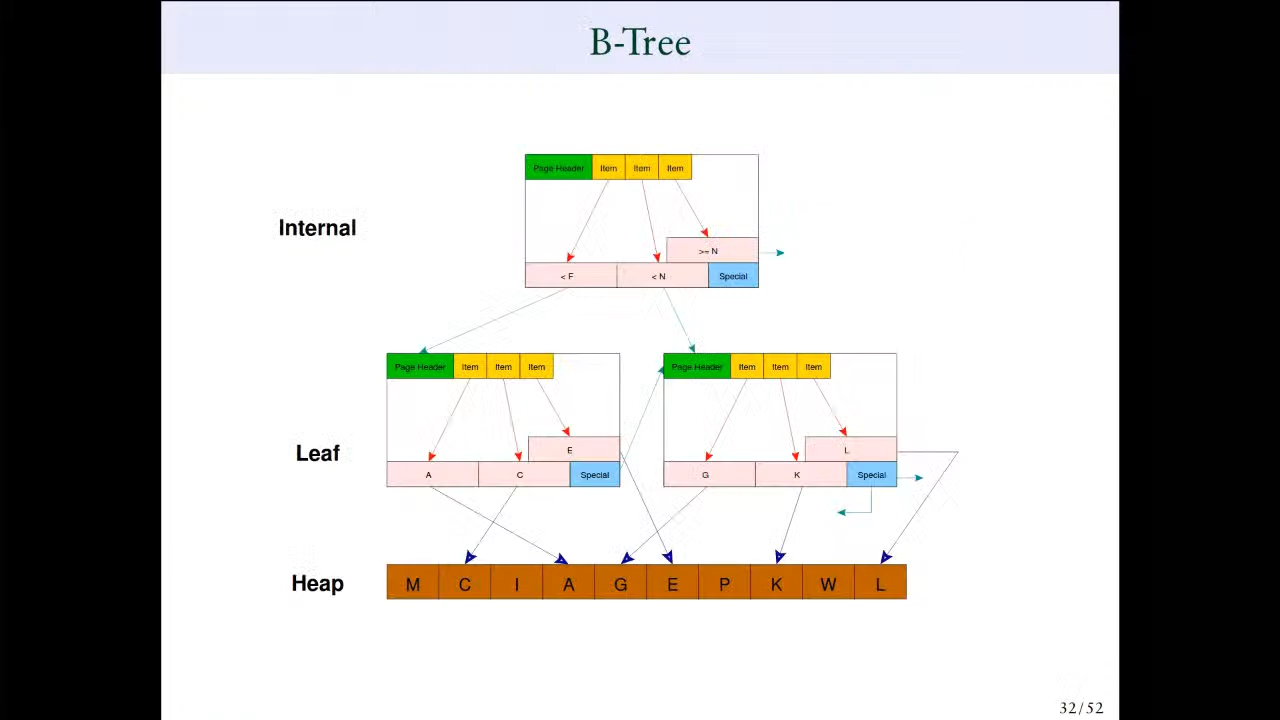 B-Tree
Page Header Item Item Item
Internal
>= N
< F < N Special
Page Header Item Item Item Page Header Item Item Item
Leaf
E L
A C Special G K Special
Heap M C I A G E P K W L
32/52